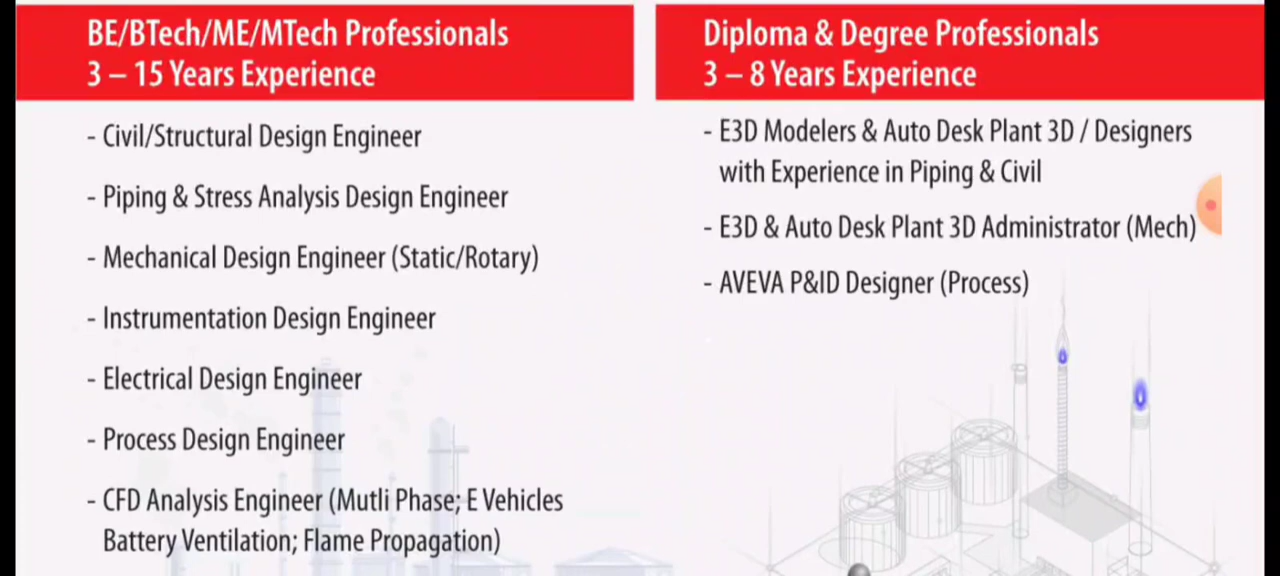 BE/BTech/ME/MTech Professionals
3 – 15 Years Experience
- Civil/Structural Design Engineer
- Piping & Stress Analysis Design Engineer
- Mechanical Design Engineer (Static/Rotary)
- Instrumentation Design Engineer
- Electrical Design Engineer
- Process Design Engineer
- CFD Analysis Engineer (Mutli Phase; E Vehicles
Battery Ventilation; Flame Propagation)
Diploma & Degree Professionals
3 – 8 Years Experience
- E3D Modelers & Auto Desk Plant 3D / Designers
with Experience in Piping & Civil
- E3D & Auto Desk Plant 3D Administrator (Mech)
- AVEVA P&ID Designer (Process)